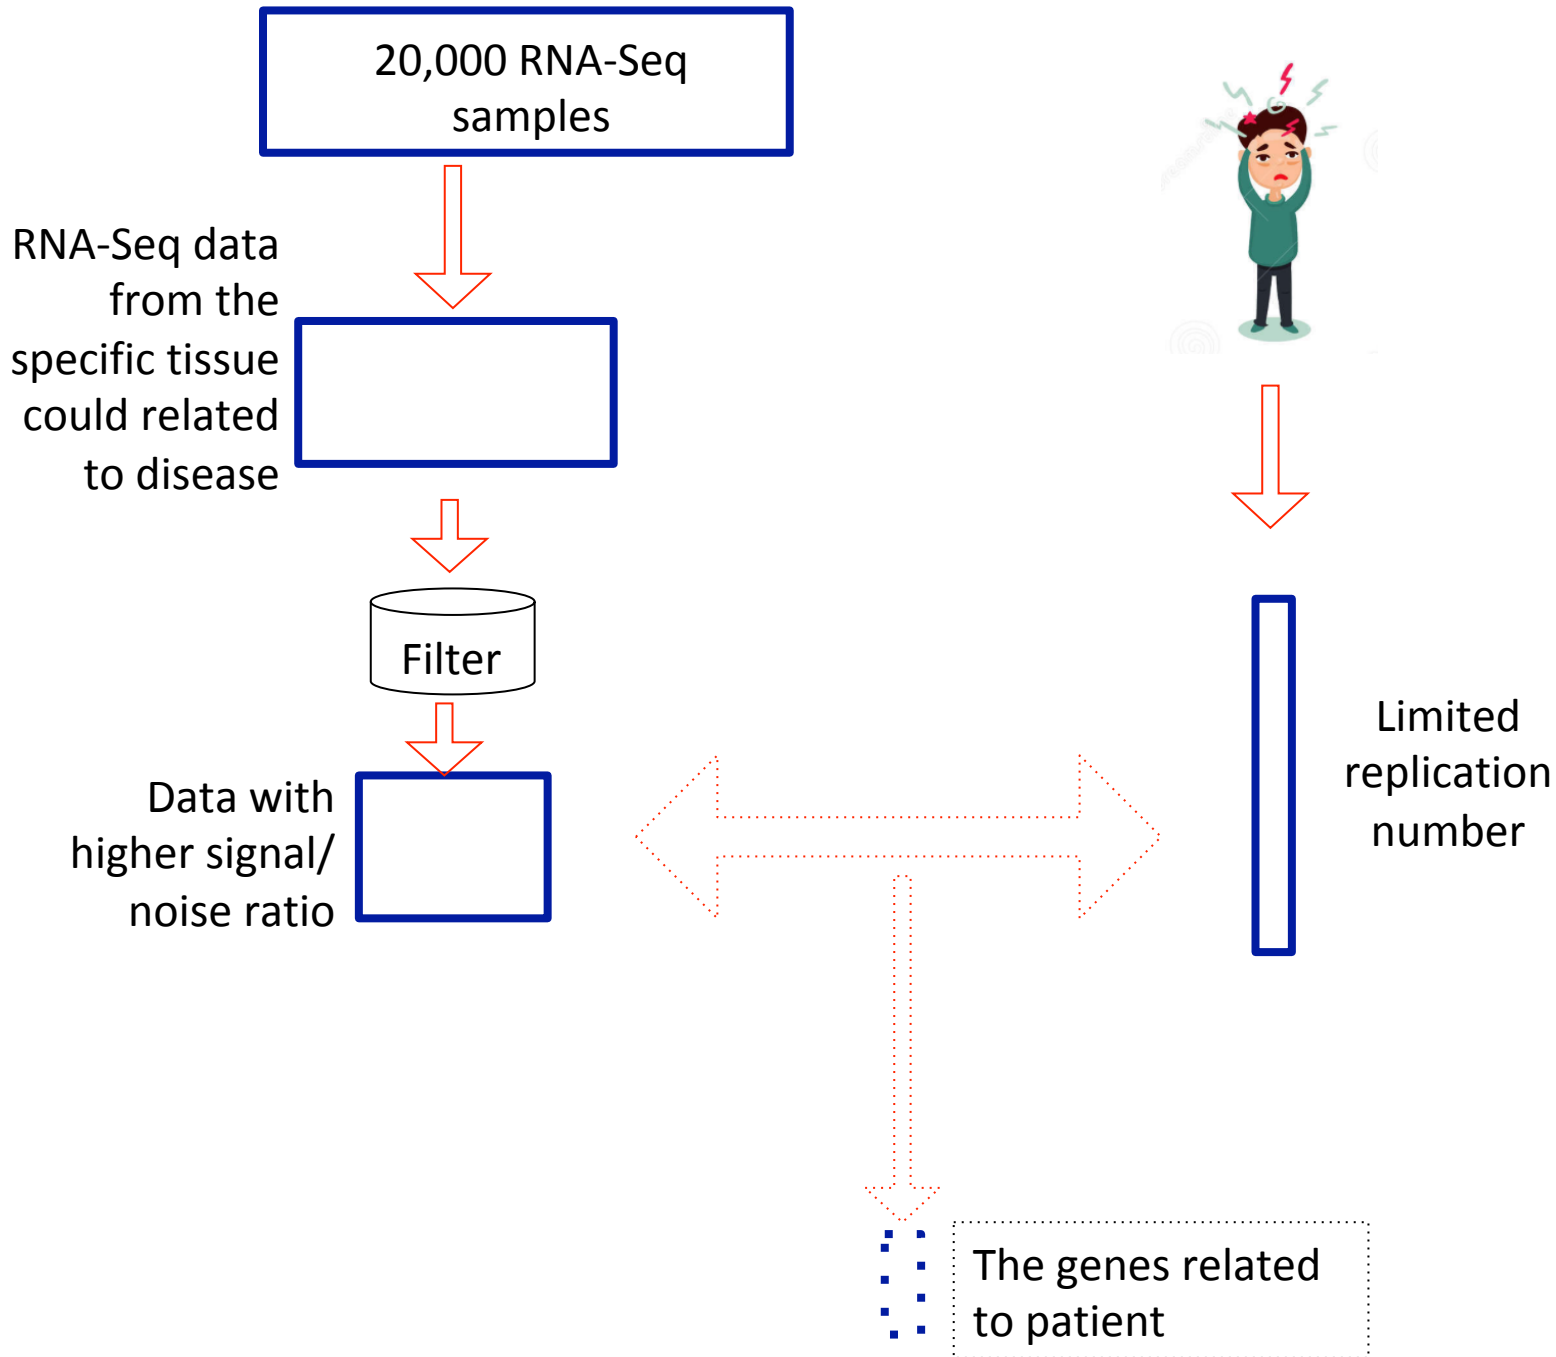 20,000 RNA-Seq
samples
RNA-Seq data
from the
specific tissue
could related
to disease
Filter
Data with
higher signal/
noise ratio
Limited
replication
number
The genes related
to patient